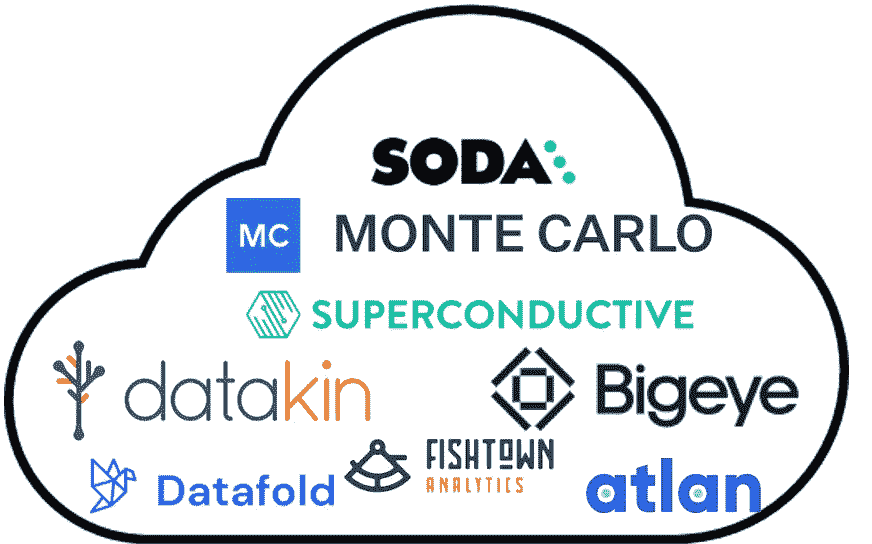 SODA
MC MONTE CARLO
SUPERCONDUCTIVE
datakin
Bigeye
FISHTOWN
ANALYTICS
Datafold
atlan